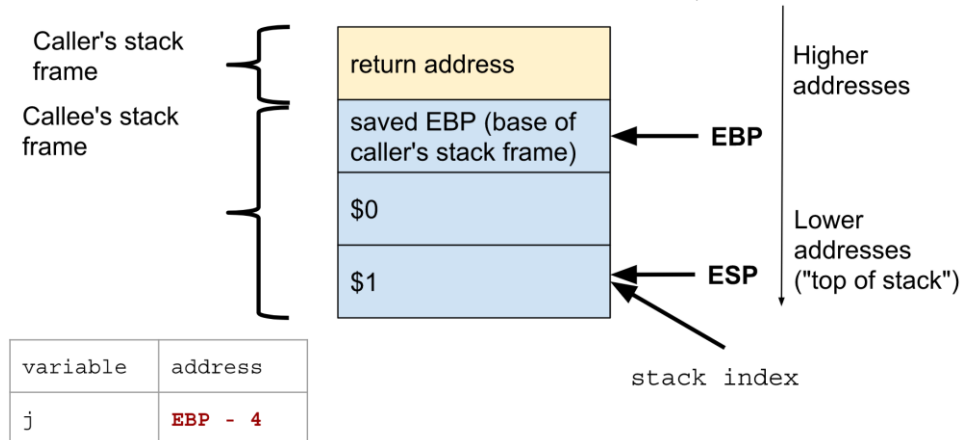 Caller's stack
frame
return address
Higher
addresses
Callee's stack
frame
saved EBP (base of
caller's stack frame)
EBP
$0
Lower
addresses
("top of stack")
$1
ESP
stack index
variable address
j EBP - 4